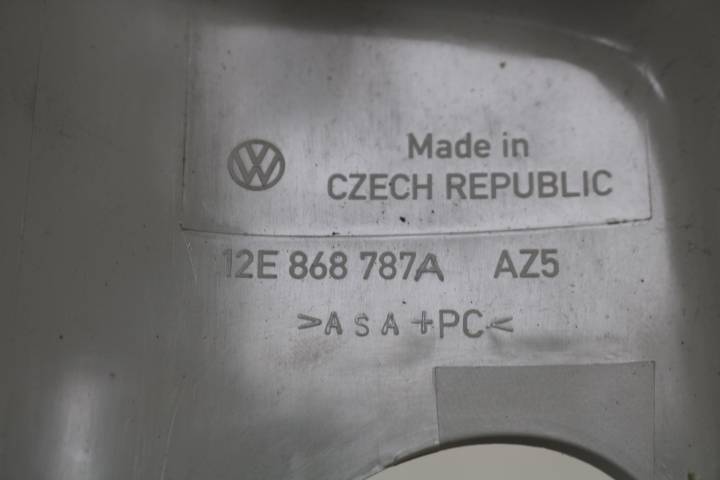 Made in
CZECH REPUBLIC
12E 868 787A AZ5
>ASA+PC<